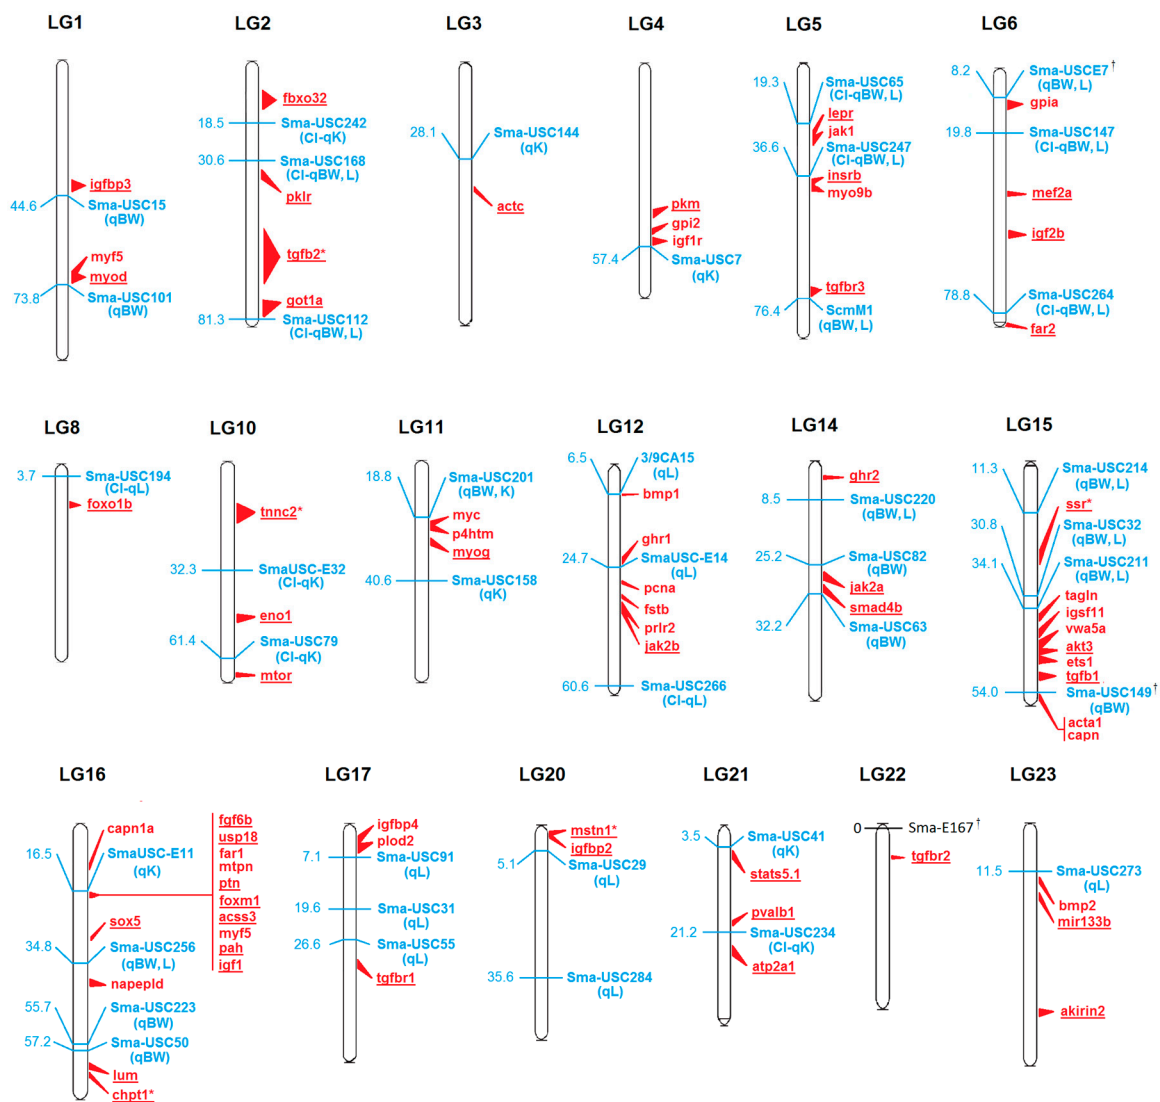 LG1
igfbp3
44.6
Sma-USC15
(qBW)
myf5
myod
73.8
Sma-USC101
(qBW)
LG2
fbxo32
18.5
Sma-USC242
(CI-qK)
30.6
Sma-USC168
(CI-qBW, L)
pklr
tgfb2*
got1a
81.3
Sma-USC112
(CI-qBW, L)
LG3
28.1
Sma-USC144
(qK)
actc
LG4
pkm
gpi2
igf1r
57.4
Sma-USC7
(qK)
LG5
19.3
Sma-USC65
(CI-qBW, L)
lepr
jak1
36.6
Sma-USC247
(CI-qBW, L)
insrb
myo9b
tgfbr3
76.4
ScmM1
(qBW, L)
LG6
8.2
Sma-USCE7†
(qBW, L)
gpia
19.8
Sma-USC147
(CI-qBW, L)
mef2a
igf2b
78.8
Sma-USC264
(CI-qBW, L)
far2
LG8
3.7
Sma-USC194
(CI-qL)
foxo1b
LG10
tnnc2*
32.3
SmaUSC-E32
(CI-qK)
eno1
61.4
Sma-USC79
(CI-qK)
mtor
LG11
18.8
Sma-USC201
(qBW, K)
myc
p4htm
myog
40.6
Sma-USC158
(qK)
LG12
6.5
3/9CA15
(qL)
bmp1
ghr1
24.7
SmaUSC-E14
(qL)
pcna
fstb
prlr2
jak2b
60.6
Sma-USC266
(CI-qL)
LG14
ghr2
8.5
Sma-USC220
(qBW, L)
25.2
Sma-USC82
(qBW)
jak2a
smad4b
32.2
Sma-USC63
(qBW)
LG15
11.3
Sma-USC214
(qBW, L)
ssr*
30.8
Sma-USC32
(qBW, L)
34.1
Sma-USC211
(qBW, L)
tagln
igsf11
vwa5a
akt3
ets1
tgfb1
54.0
Sma-USC149†
(qBW)
acta1
capn
LG16
capn1a
16.5
SmaUSC-E11
(qK)
fgf6b
usp18
far1
mtpn
ptn
foxm1
acss3
myf5
pah
igf1
sox5
34.8
Sma-USC256
(qBW, L)
napepld
55.7
Sma-USC223
(qBW)
57.2
Sma-USC50
(qBW)
lum
chpt1*
LG17
igfbp4
plod2
7.1
Sma-USC91
(qL)
19.6
Sma-USC31
(qL)
26.6
Sma-USC55
(qL)
tgfbr1
LG20
mstn1*
igfbp2
5.1
Sma-USC29
(qL)
35.6
Sma-USC284
(qL)
LG21
3.5
Sma-USC41
(qK)
stats5.1
pvalb1
21.2
Sma-USC234
(CI-qK)
atp2a1
LG22
0
Sma-E167†
tgfbr2
LG23
11.5
Sma-USC273
(qL)
bmp2
mir133b
akirin2